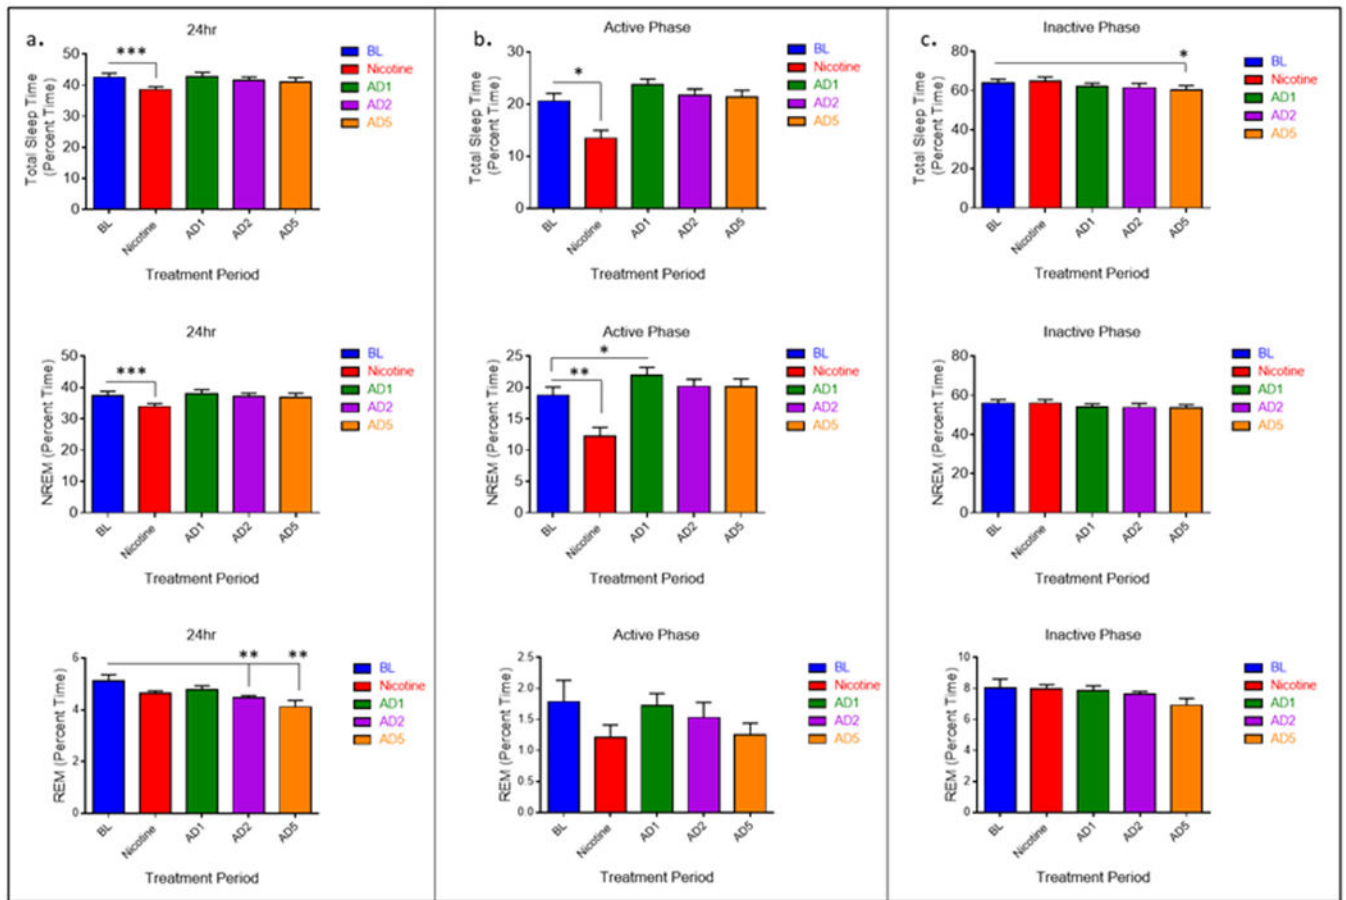 a.
24hr
***
Total Sleep Time
(Percent Time)
50
40
30
20
10
0
BL
Nicotine
AD1
AD2
AD5
Treatment Period
BL
Nicotine
AD1
AD2
AD5
b.
Active Phase
*
Total Sleep Time
(Percent Time)
30
20
10
0
BL
Nicotine
AD1
AD2
AD5
Treatment Period
BL
Nicotine
AD1
AD2
AD5
c.
Inactive Phase
*
Total Sleep Time
(Percent Time)
80
60
40
20
0
BL
Nicotine
AD1
AD2
AD5
Treatment Period
BL
Nicotine
AD1
AD2
AD5
24hr
***
NREM (Percent Time)
50
40
30
20
10
0
BL
Nicotine
AD1
AD2
AD5
Treatment Period
BL
Nicotine
AD1
AD2
AD5
Active Phase
*
**
NREM (Percent Time)
25
20
15
10
5
0
BL
Nicotine
AD1
AD2
AD5
Treatment Period
BL
Nicotine
AD1
AD2
AD5
Inactive Phase
NREM (Percent Time)
80
60
40
20
0
BL
Nicotine
AD1
AD2
AD5
Treatment Period
BL
Nicotine
AD1
AD2
AD5
24hr
** **
REM (Percent Time)
6
4
2
0
BL
Nicotine
AD1
AD2
AD5
Treatment Period
BL
Nicotine
AD1
AD2
AD5
Active Phase
REM (Percent Time)
2.5
2.0
1.5
1.0
0.5
0.0
BL
Nicotine
AD1
AD2
AD5
Treatment Period
BL
Nicotine
AD1
AD2
AD5
Inactive Phase
REM (Percent Time)
10
8
6
4
2
0
BL
Nicotine
AD1
AD2
AD5
Treatment Period
BL
Nicotine
AD1
AD2
AD5